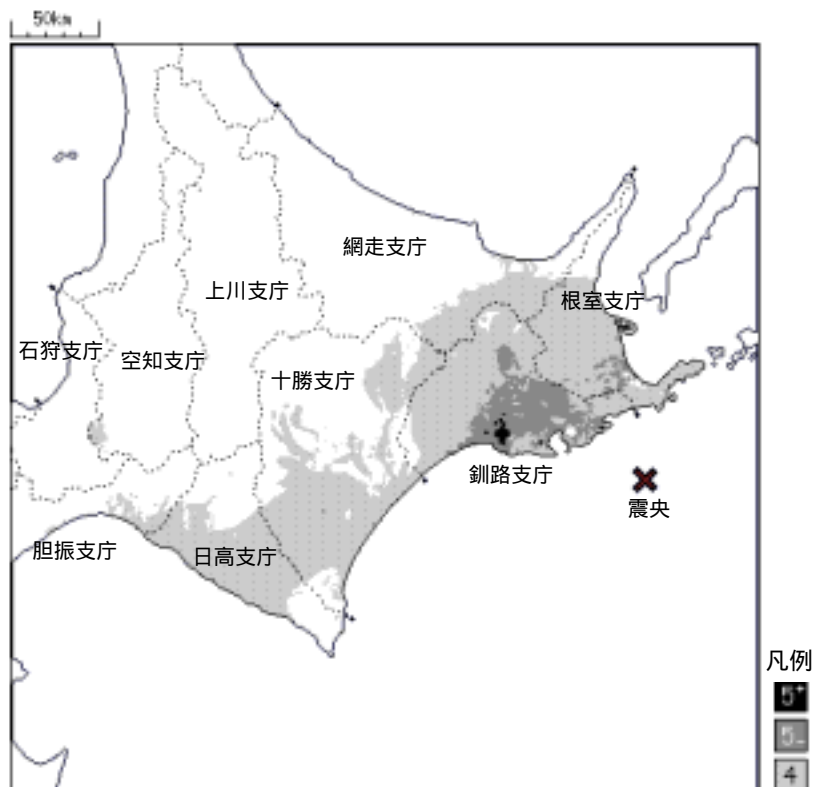 50km
網走支庁
上川支庁
根室支庁
石狩支庁
空知支庁
十勝支庁
釧路支庁
震央
胆振支庁
日高支庁
凡例
5+
5-
4